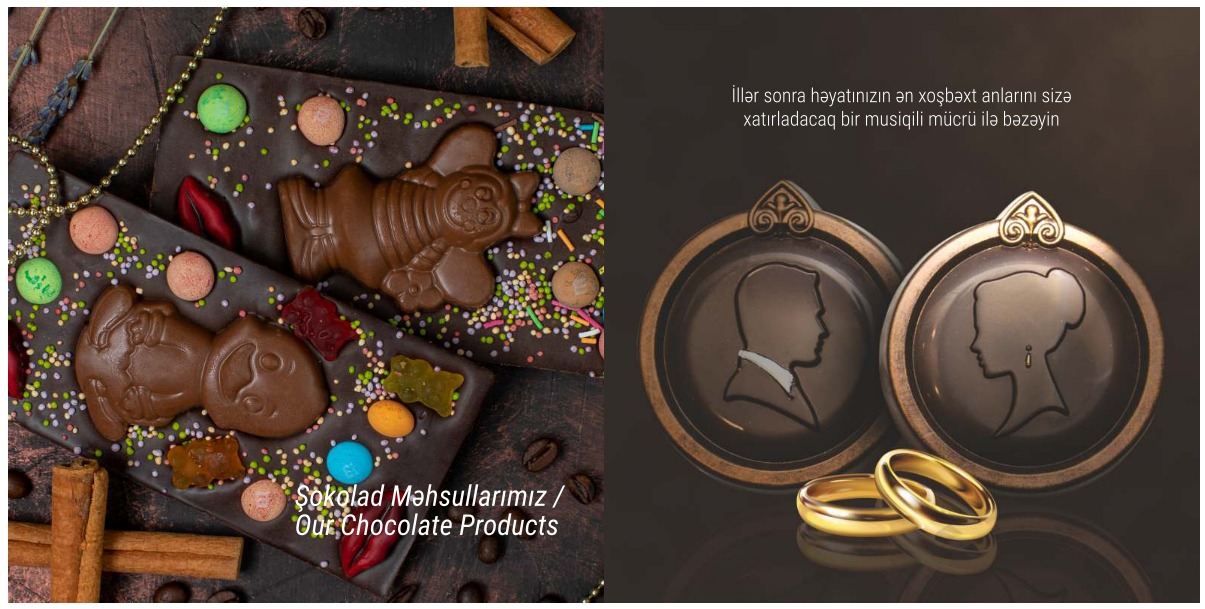 Şokolad Məhsullarımız /
Our Chocolate Products
İllər sonra həyatınızın ən xoşbəxt anlarını sizə
xatırladacaq bir musiqili mücrü ilə bəzəyin